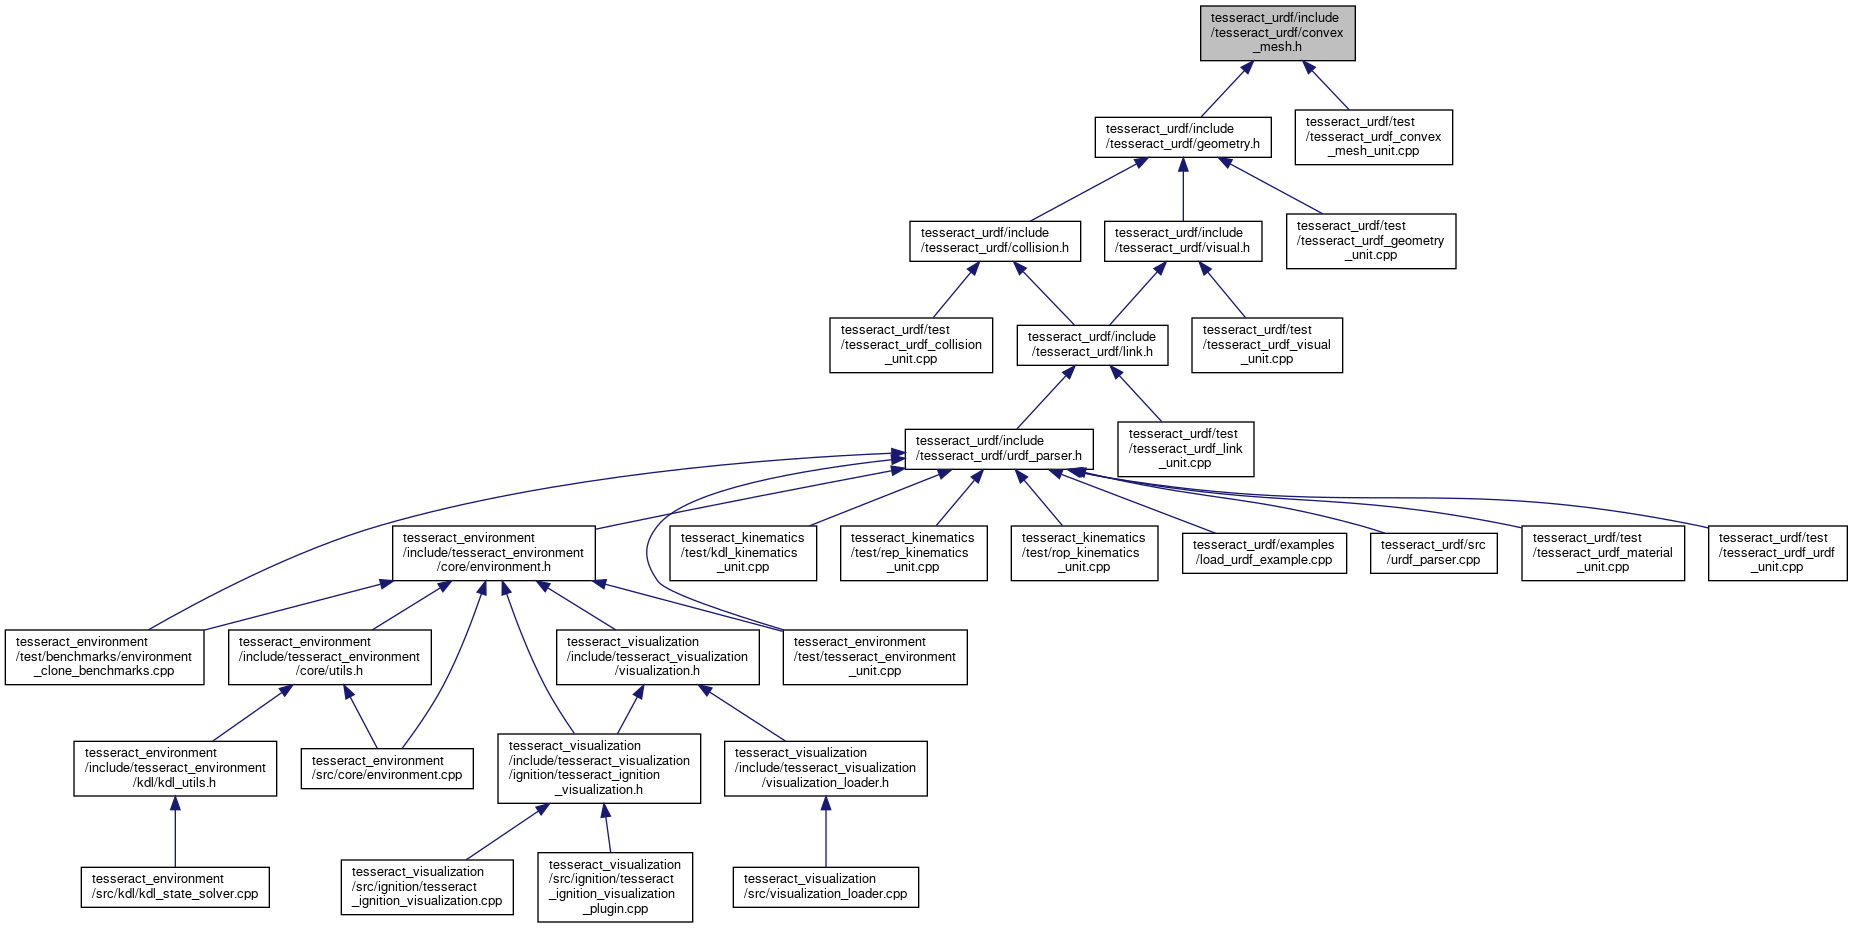 tesseract_urdf/include
/tesseract_urdf/convex
_mesh.h
tesseract_urdf/include
/tesseract_urdf/geometry.h
tesseract_urdf/test
/tesseract_urdf_convex
_mesh_unit.cpp
tesseract_urdf/include
/tesseract_urdf/collision.h
tesseract_urdf/include
/tesseract_urdf/visual.h
tesseract_urdf/test
/tesseract_urdf_geometry
_unit.cpp
tesseract_urdf/test
/tesseract_urdf_collision
_unit.cpp
tesseract_urdf/include
/tesseract_urdf/link.h
tesseract_urdf/test
/tesseract_urdf_visual
_unit.cpp
tesseract_urdf/include
/tesseract_urdf/urdf_parser.h
tesseract_urdf/test
/tesseract_urdf_link
_unit.cpp
tesseract_environment
/include/tesseract_environment
/core/environment.h
tesseract_kinematics
/test/kdl_kinematics
_unit.cpp
tesseract_kinematics
/test/rep_kinematics
_unit.cpp
tesseract_kinematics
/test/rop_kinematics
_unit.cpp
tesseract_urdf/examples
/load_urdf_example.cpp
tesseract_urdf/src
/urdf_parser.cpp
tesseract_urdf/test
/tesseract_urdf_material
_unit.cpp
tesseract_urdf/test
/tesseract_urdf_urdf
_unit.cpp
tesseract_environment
/test/benchmarks/environment
_clone_benchmarks.cpp
tesseract_environment
/include/tesseract_environment
/core/utils.h
tesseract_visualization
/include/tesseract_visualization
/visualization.h
tesseract_environment
/test/tesseract_environment
_unit.cpp
tesseract_environment
/include/tesseract_environment
/kdl/kdl_utils.h
tesseract_environment
/src/core/environment.cpp
tesseract_visualization
/include/tesseract_visualization
/ignition/tesseract_ignition
_visualization.h
tesseract_visualization
/include/tesseract_visualization
/visualization_loader.h
tesseract_environment
/src/kdl/kdl_state_solver.cpp
tesseract_visualization
/src/ignition/tesseract
_ignition_visualization.cpp
tesseract_visualization
/src/ignition/tesseract
_ignition_visualization
_plugin.cpp
tesseract_visualization
/src/visualization_loader.cpp